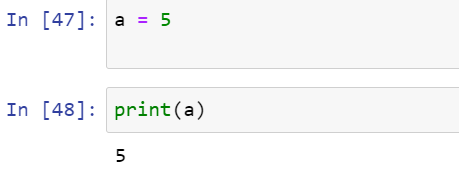 In [47]: a = 5
In [48]: print(a)
5